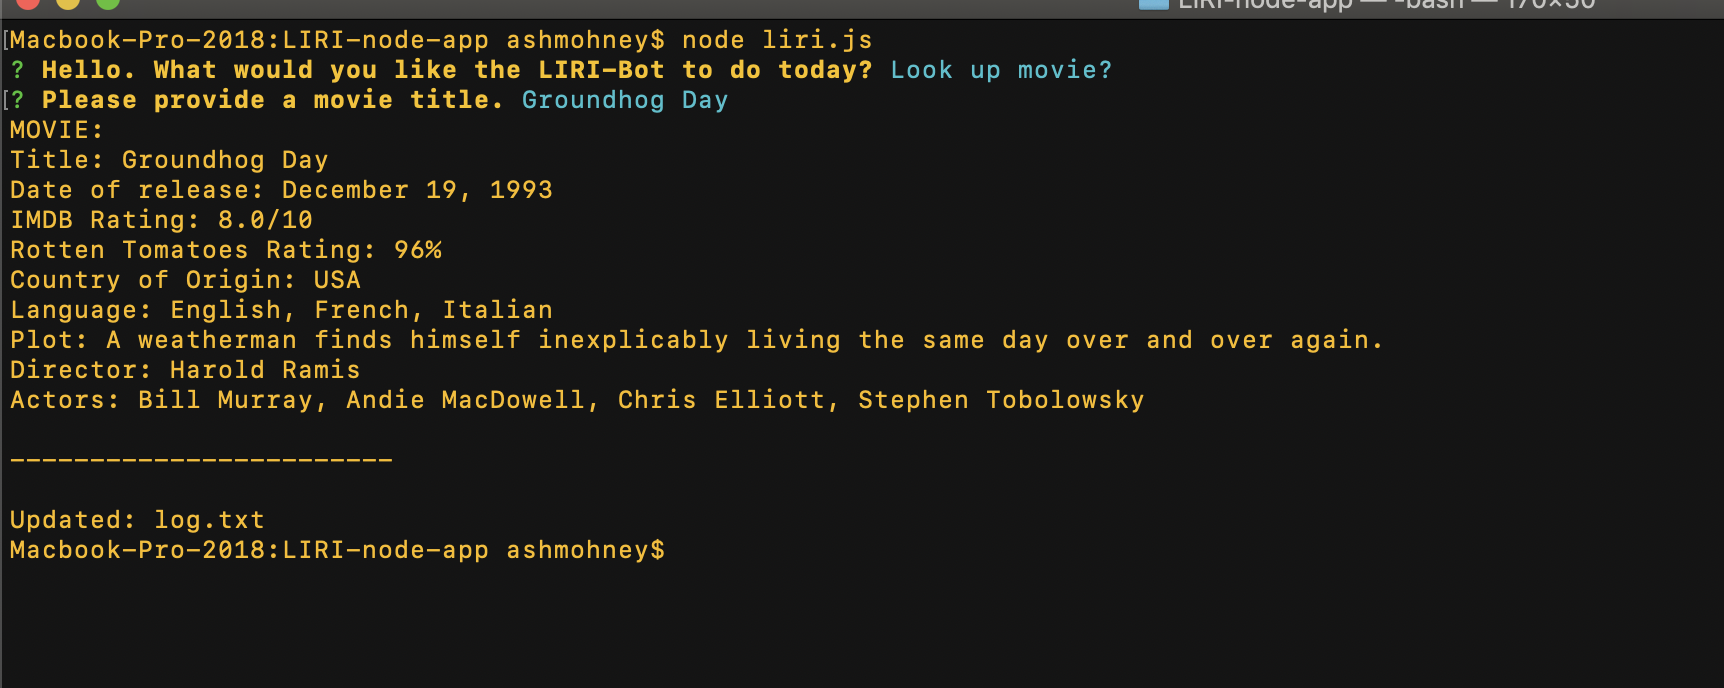 LIRI-node-app — -bash — 170×50
Macbook-Pro-2018:LIRI-node-app ashmohney$ node liri.js
? Hello. What would you like the LIRI-Bot to do today? Look up movie?
? Please provide a movie title. Groundhog Day
MOVIE:
Title: Groundhog Day
Date of release: December 19, 1993
IMDB Rating: 8.0/10
Rotten Tomatoes Rating: 96%
Country of Origin: USA
Language: English, French, Italian
Plot: A weatherman finds himself inexplicably living the same day over and over again.
Director: Harold Ramis
Actors: Bill Murray, Andie MacDowell, Chris Elliott, Stephen Tobolowsky
------------------------
Updated: log.txt
Macbook-Pro-2018:LIRI-node-app ashmohney$